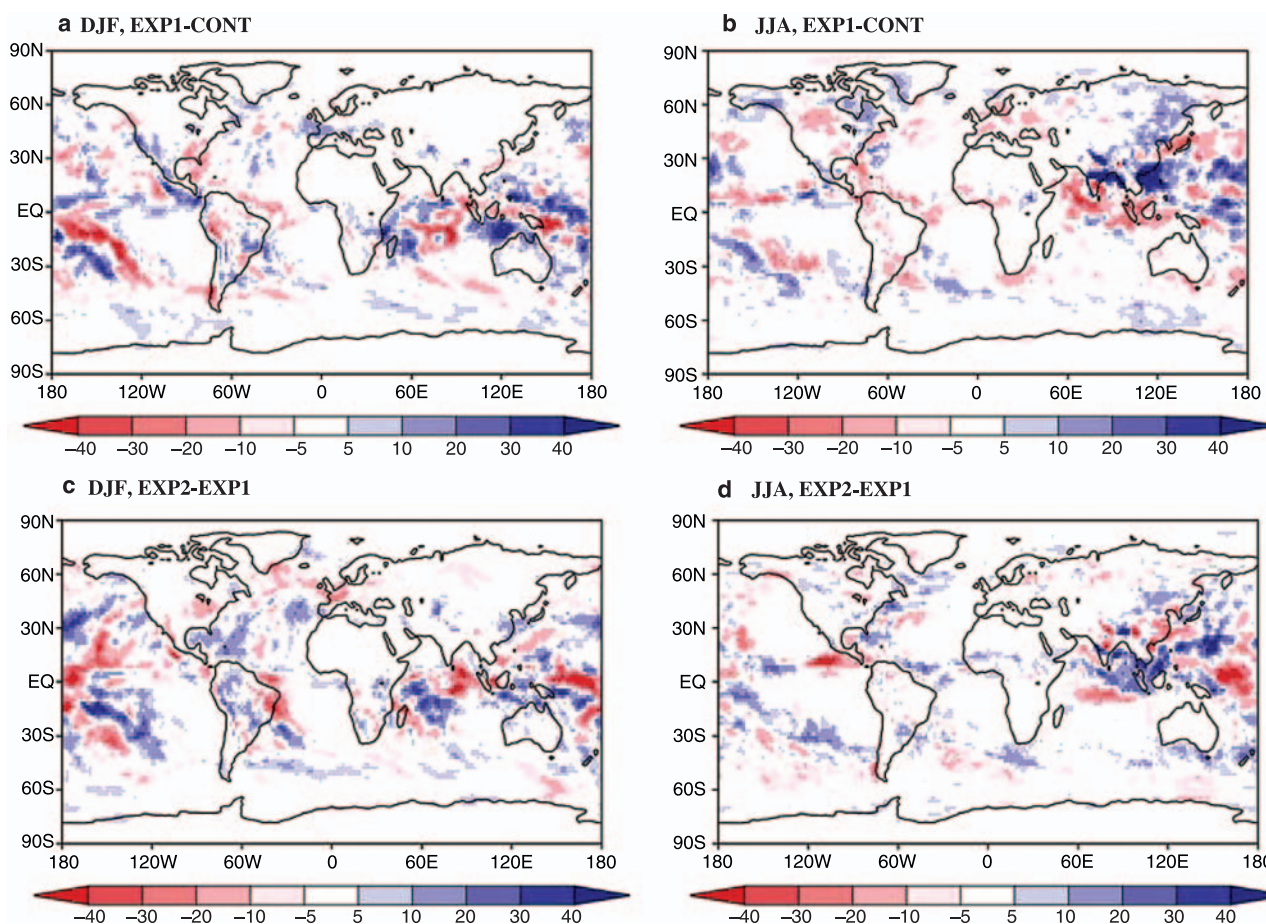 a DJF, EXP1-CONT
b JJA, EXP1-CONT
90N
60N
30N
EQ
30S
60S
90S
180 120W 60W 0 60E 120E 180
−40 −30 −20 −10 −5 5 10 20 30 40
90N
60N
30N
EQ
30S
60S
90S
180 120W 60W 0 60E 120E 180
−40 −30 −20 −10 −5 5 10 20 30 40
c DJF, EXP2-EXP1
d JJA, EXP2-EXP1
90N
60N
30N
EQ
30S
60S
90S
180 120W 60W 0 60E 120E 180
−40 −30 −20 −10 −5 5 10 20 30 40
90N
60N
30N
EQ
30S
60S
90S
180 120W 60W 0 60E 120E 180
−40 −30 −20 −10 −5 5 10 20 30 40